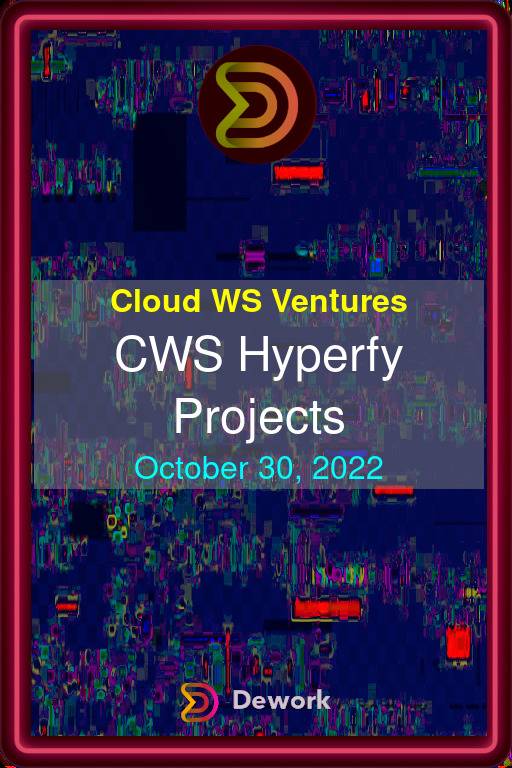 Cloud WS Ventures
CWS Hyperfy
Projects
October 30, 2022
Dework